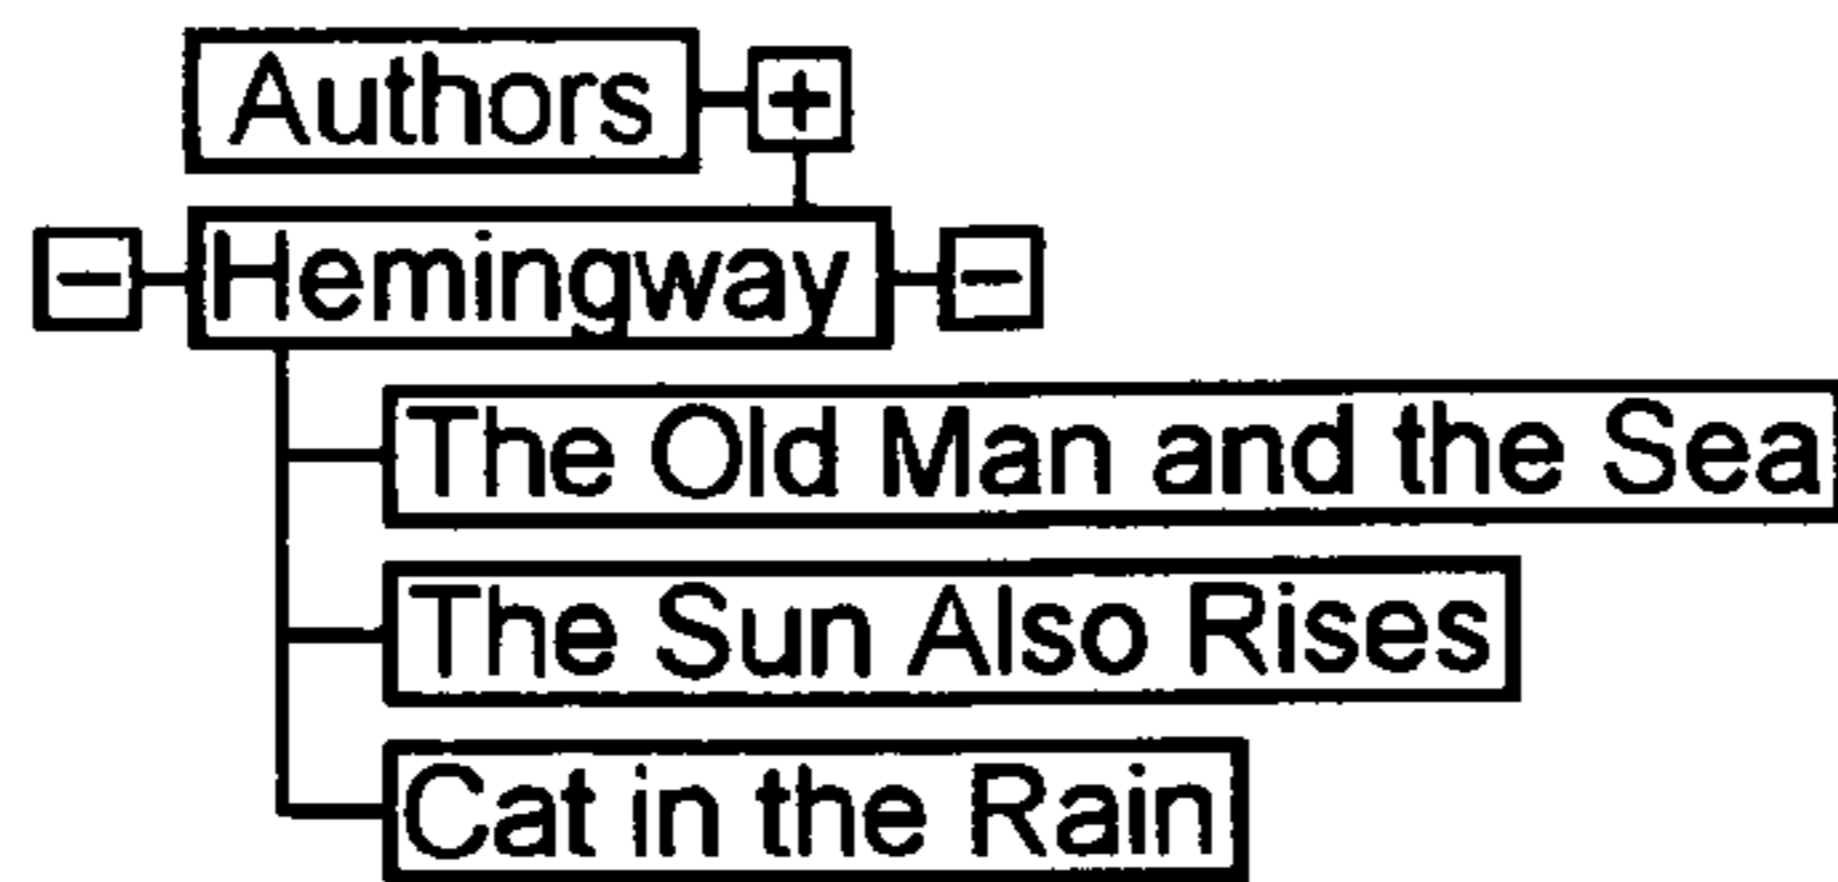 Authors +
- Hemingway -
The Old Man and the Sea
The Sun Also Rises
Cat in the Rain